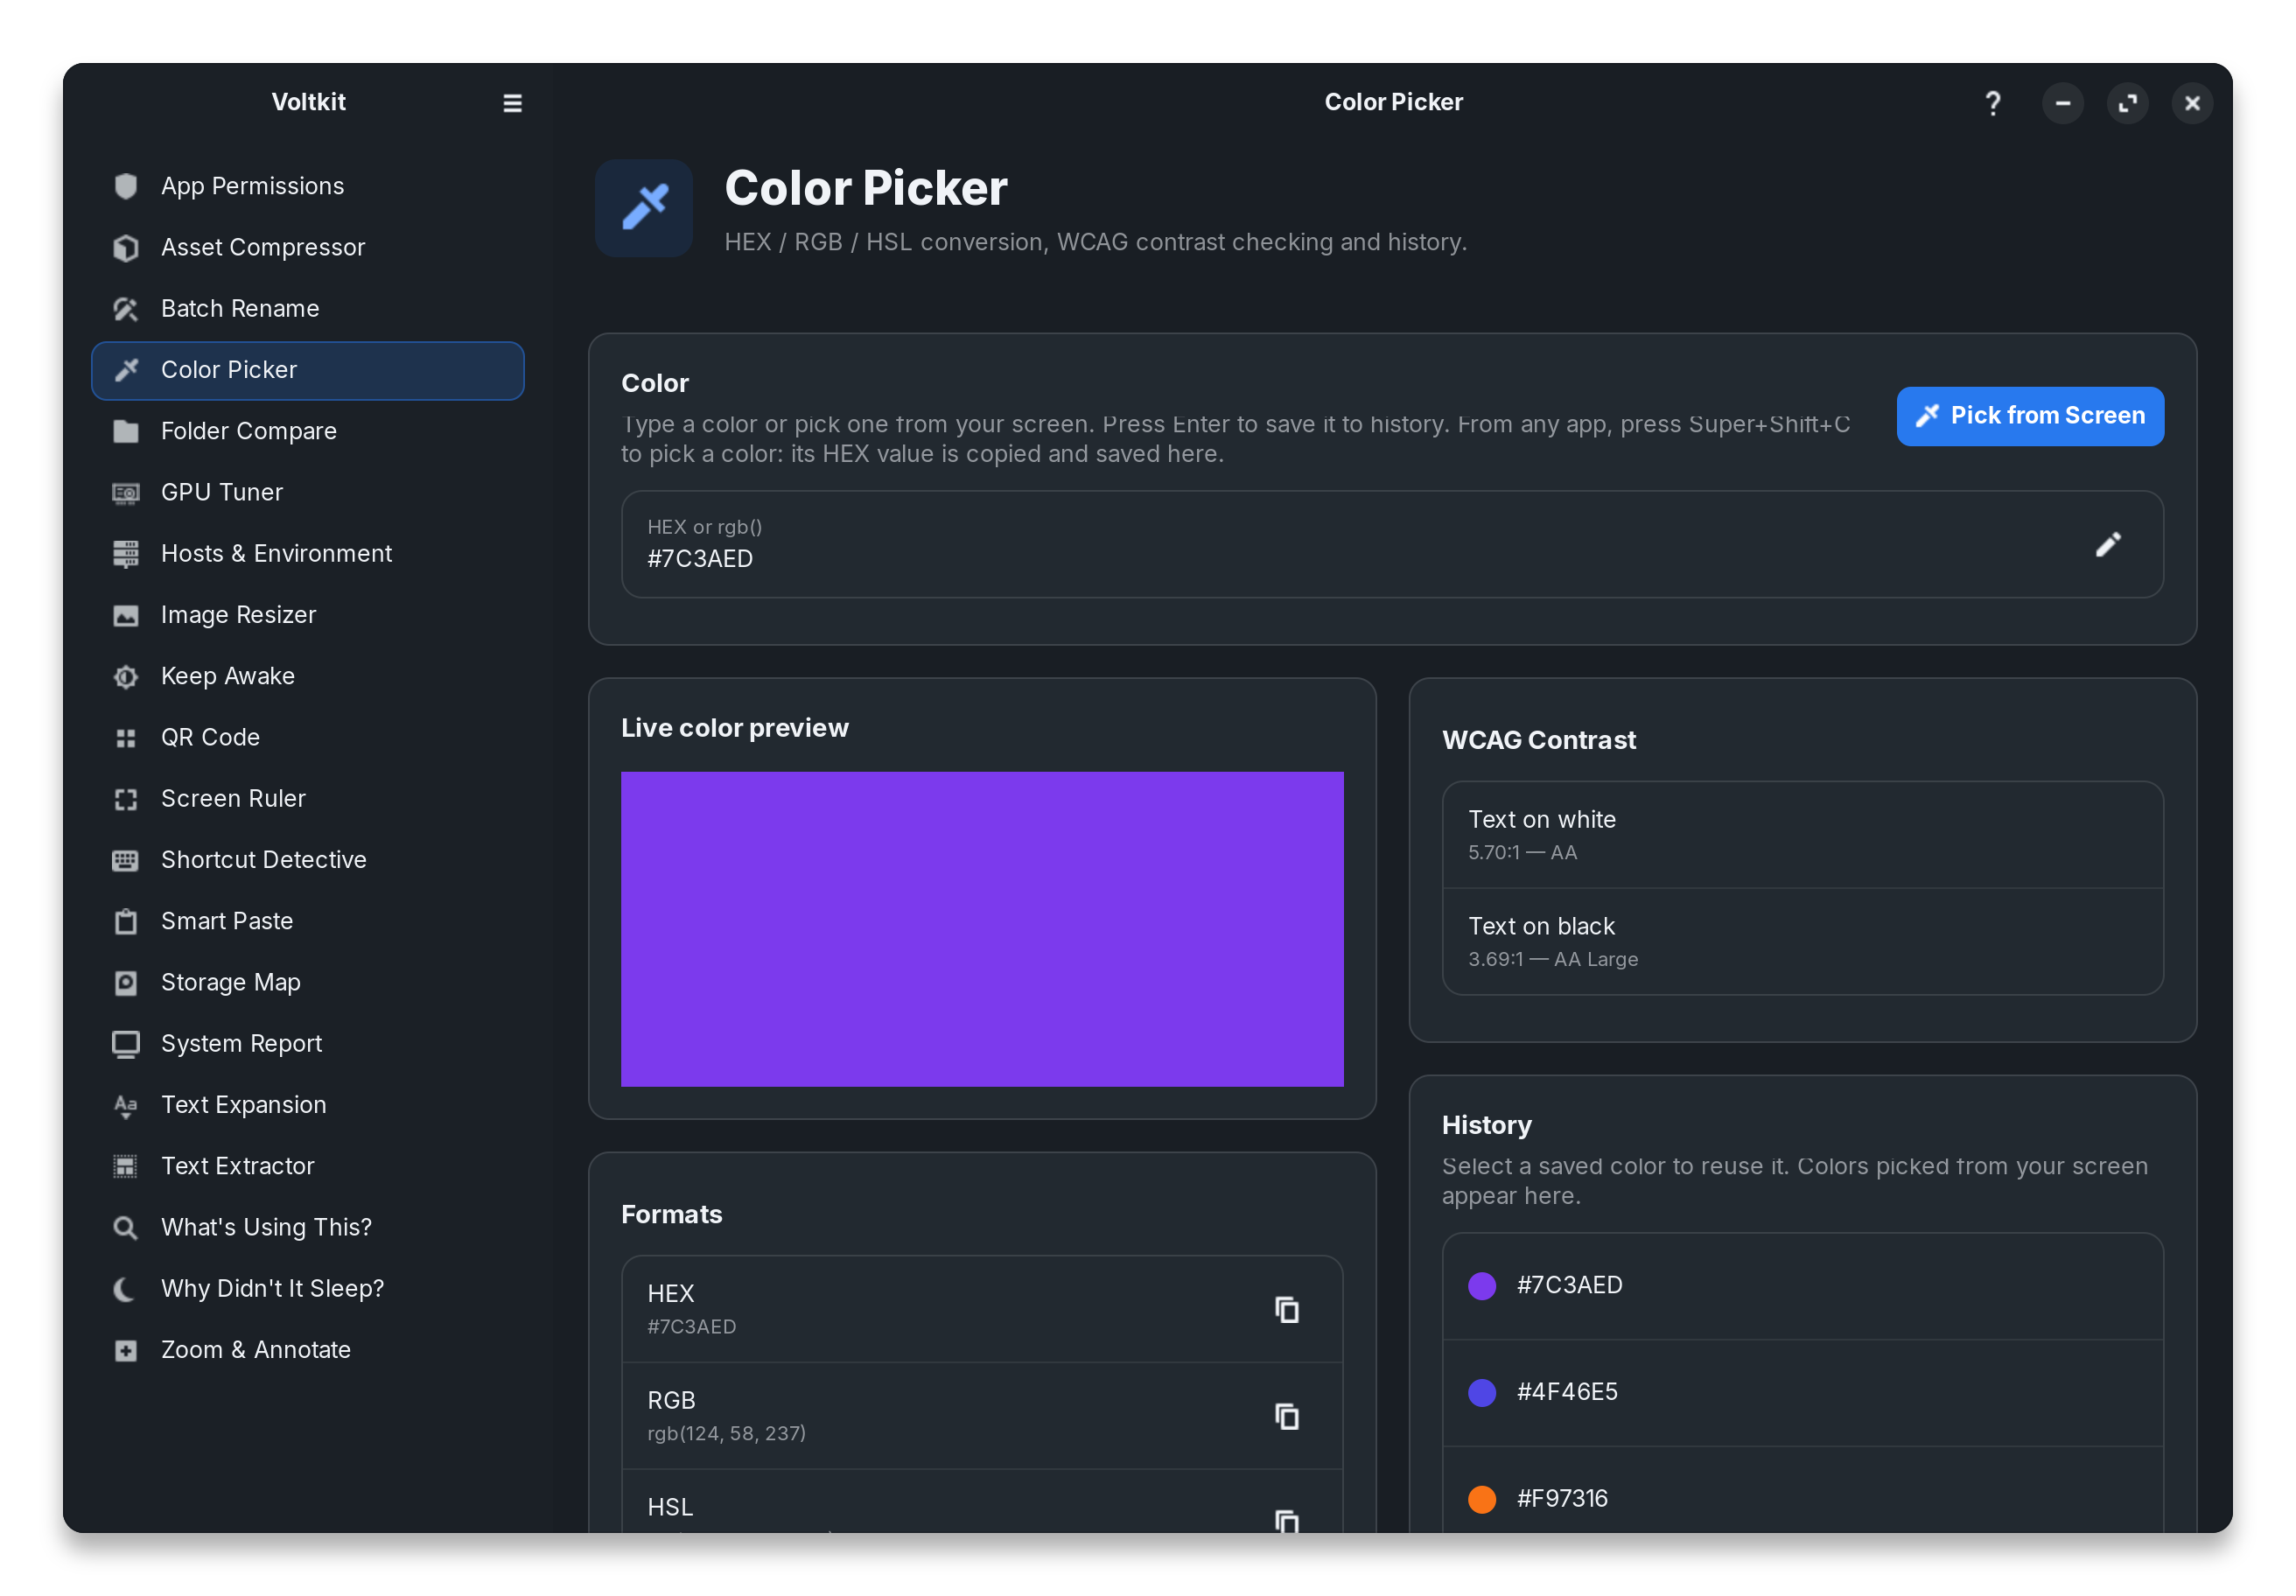 Voltkit
App Permissions
Asset Compressor
Batch Rename
Color Picker
Folder Compare
GPU Tuner
Hosts & Environment
Image Resizer
Keep Awake
QR Code
Screen Ruler
Shortcut Detective
Smart Paste
Storage Map
System Report
Text Expansion
Text Extractor
What's Using This?
Why Didn't It Sleep?
Zoom & Annotate
Color Picker
?
Color Picker
HEX / RGB / HSL conversion, WCAG contrast checking and history.
Color
Type a color or pick one from your screen. Press Enter to save it to history. From any app, press Super+Shift+C
to pick a color: its HEX value is copied and saved here.
Pick from Screen
HEX or rgb()
#7C3AED
Live color preview
Formats
HEX
#7C3AED
RGB
rgb(124, 58, 237)
HSL
WCAG Contrast
Text on white
5.70:1 — AA
Text on black
3.69:1 — AA Large
History
Select a saved color to reuse it. Colors picked from your screen
appear here.
#7C3AED
#4F46E5
#F97316